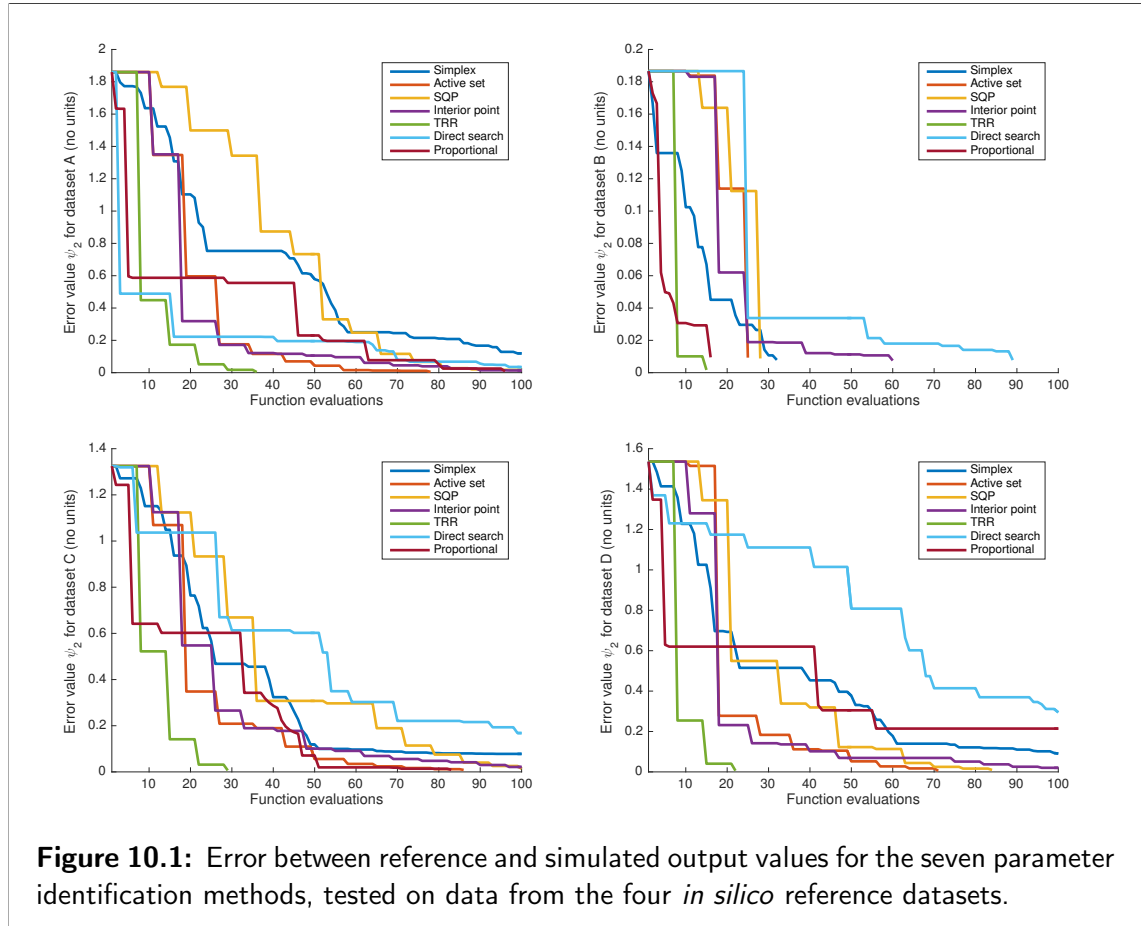 2
1.8
1.6
1.4
1.2
1
0.8
0.6
0.4
0.2
0
Error value ψ_2 for dataset A (no units)
10 20 30 40 50 60 70 80 90 100
Function evaluations
Simplex
Active set
SQP
Interior point
TRR
Direct search
Proportional
0.2
0.18
0.16
0.14
0.12
0.1
0.08
0.06
0.04
0.02
0
Error value ψ_2 for dataset B (no units)
10 20 30 40 50 60 70 80 90 100
Function evaluations
Simplex
Active set
SQP
Interior point
TRR
Direct search
Proportional
1.4
1.2
1
0.8
0.6
0.4
0.2
0
Error value ψ_2 for dataset C (no units)
10 20 30 40 50 60 70 80 90 100
Function evaluations
Simplex
Active set
SQP
Interior point
TRR
Direct search
Proportional
1.6
1.4
1.2
1
0.8
0.6
0.4
0.2
0
Error value ψ_2 for dataset D (no units)
10 20 30 40 50 60 70 80 90 100
Function evaluations
Simplex
Active set
SQP
Interior point
TRR
Direct search
Proportional
Figure 10.1: Error between reference and simulated output values for the seven parameter
identification methods, tested on data from the four in silico reference datasets.